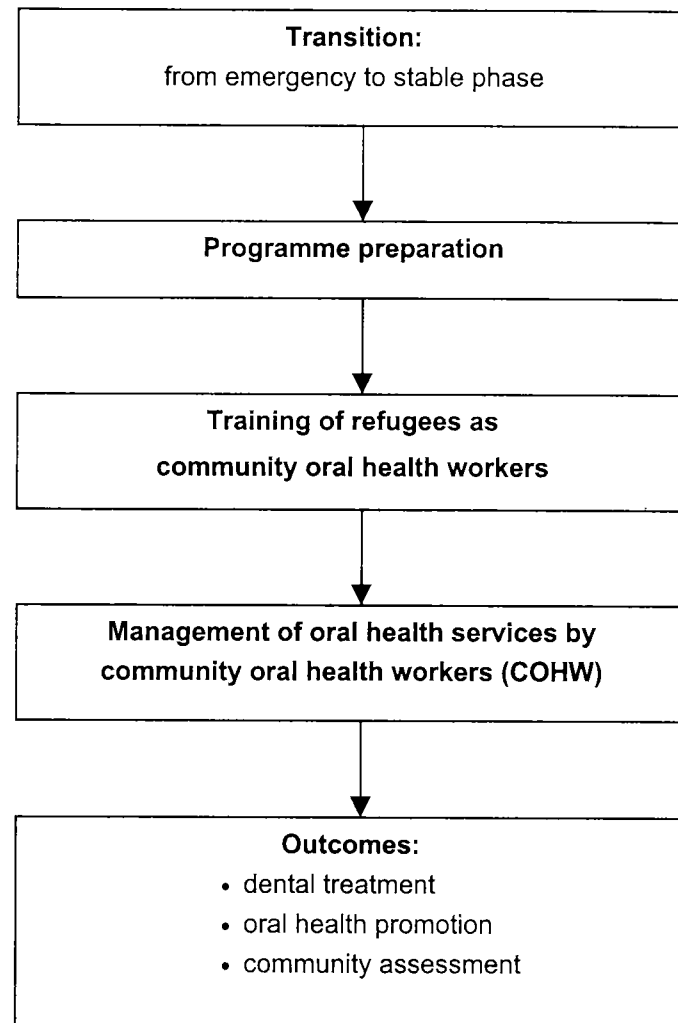 Transition:
from emergency to stable phase
Programme preparation
Training of refugees as
community oral health workers
Management of oral health services by
community oral health workers (COHW)
Outcomes:
• dental treatment
• oral health promotion
• community assessment